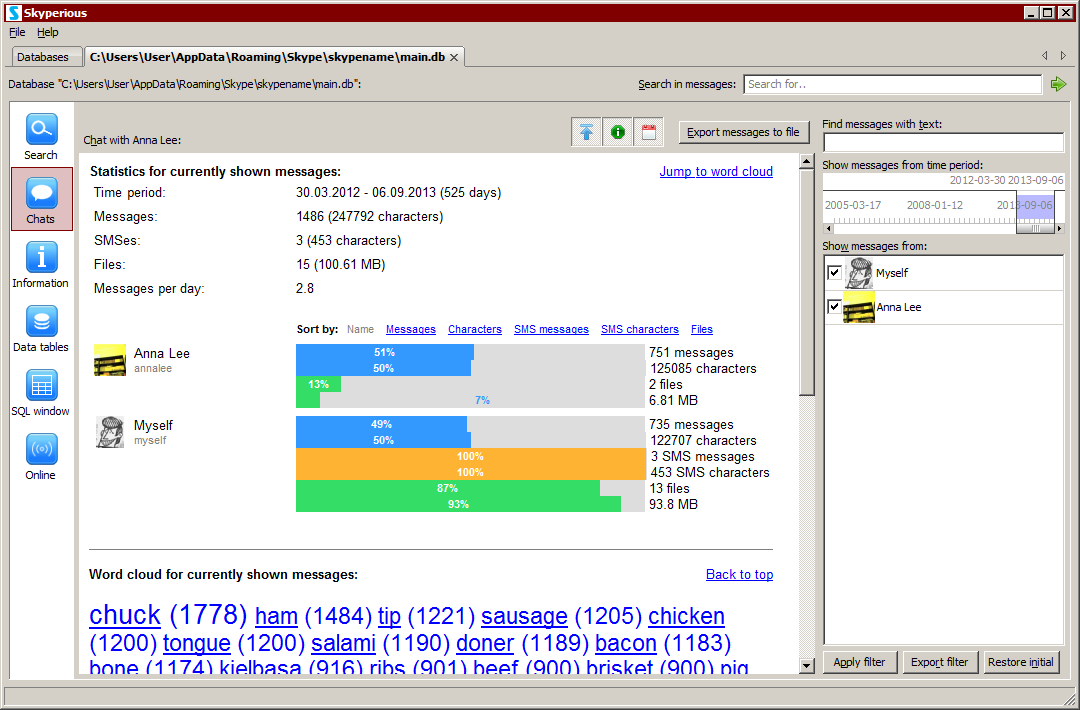 Skyperious
File Help
Databases C:\Users\User\AppData\Roaming\Skype\skypename\main.db
Database "C:\Users\User\AppData\Roaming\Skype\skypename\main.db":
Search in messages: Search for..
Search
Chats
Information
Data tables
SQL window
Online
Chat with Anna Lee:
Export messages to file
Statistics for currently shown messages: Jump to word cloud
Time period: 30.03.2012 - 06.09.2013 (525 days)
Messages: 1486 (247792 characters)
SMSes: 3 (453 characters)
Files: 15 (100.61 MB)
Messages per day: 2.8
Sort by: Name Messages Characters SMS messages SMS characters Files
Anna Lee
annalee
51% 751 messages
50% 125085 characters
13% 2 files
7% 6.81 MB
Myself
myself
49% 735 messages
50% 122707 characters
100% 3 SMS messages
100% 453 SMS characters
87% 13 files
93% 93.8 MB
Word cloud for currently shown messages: Back to top
chuck (1778) ham (1484) tip (1221) sausage (1205) chicken
(1200) tongue (1200) salami (1190) doner (1189) bacon (1183)
bone (1174) kielbasa (916) ribs (901) beef (900) brisket (900) pig
Find messages with text:
Show messages from time period:
2012-03-30 2013-09-06
2005-03-17 2008-01-12 2013-09-06
Show messages from:
Myself
Anna Lee
Apply filter Export filter Restore initial